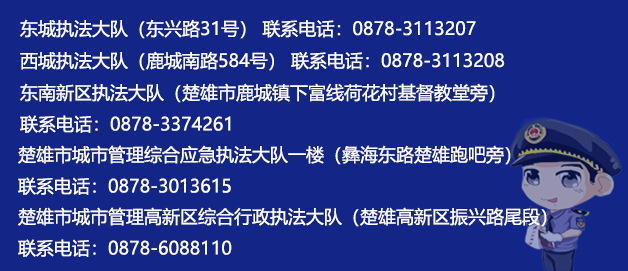 东城执法大队（东兴路31号） 联系电话：0878-3113207
西城执法大队（鹿城南路584号） 联系电话：0878-3113208
东南新区执法大队（楚雄市鹿城镇下富线荷花村基督教堂旁）
联系电话：0878-3374261
楚雄市城市管理综合应急执法大队一楼（彝海东路楚雄跑吧旁）
联系电话：0878-3013615
楚雄市城市管理高新区综合行政执法大队（楚雄高新区振兴路尾段）
联系电话：0878-6088110